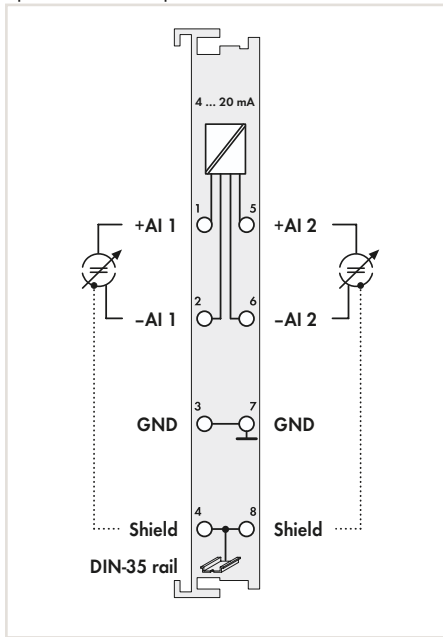 4 ... 20 mA
1 5
+AI 1 +AI 2
2 6
–AI 1 –AI 2
3 7
GND GND
4 8
Shield Shield
DIN-35 rail